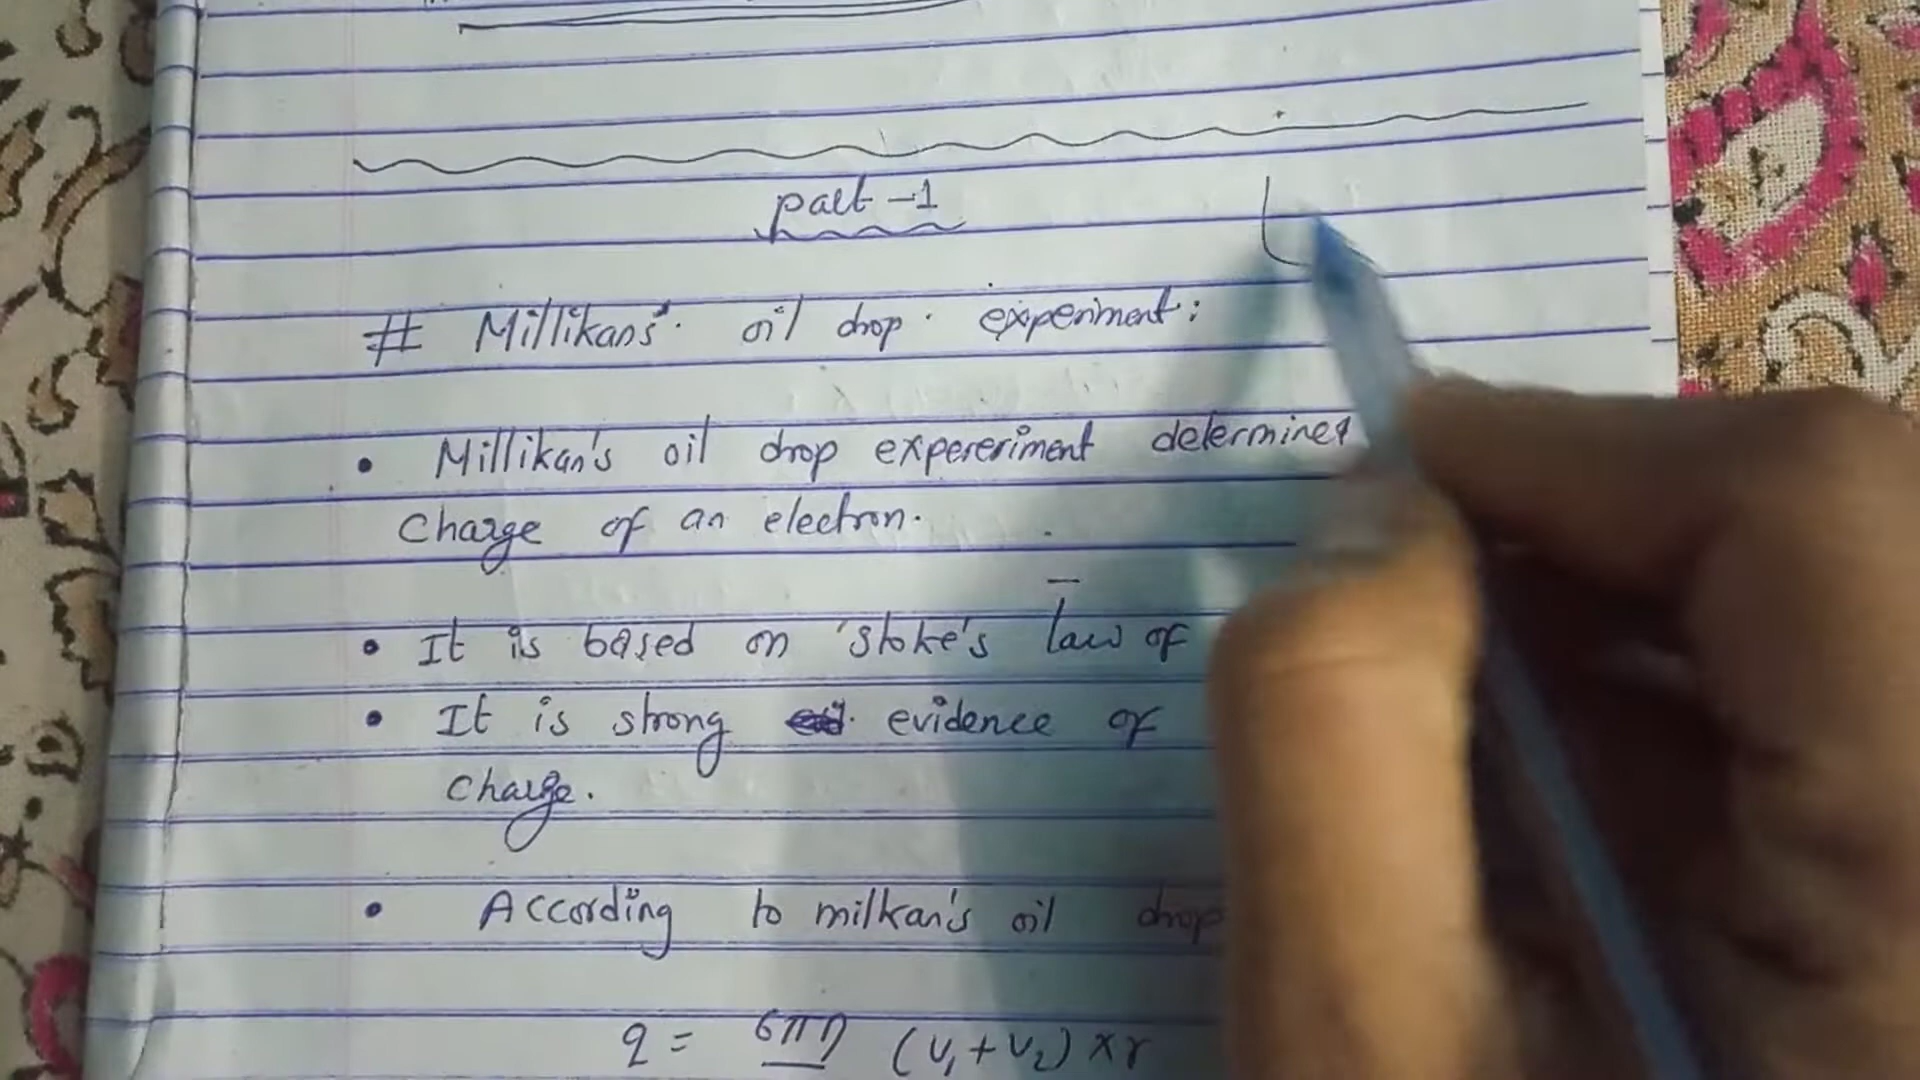 part -1
# Millikans' oil drop experiment:
• Millikan's oil drop expereriment determines
charge of an electron.
• It is based on 'stoke's law of
• It is strong evidence of
charge.
• According to milkan's oil drop
q = 6πη (v₁ + v₂) × r